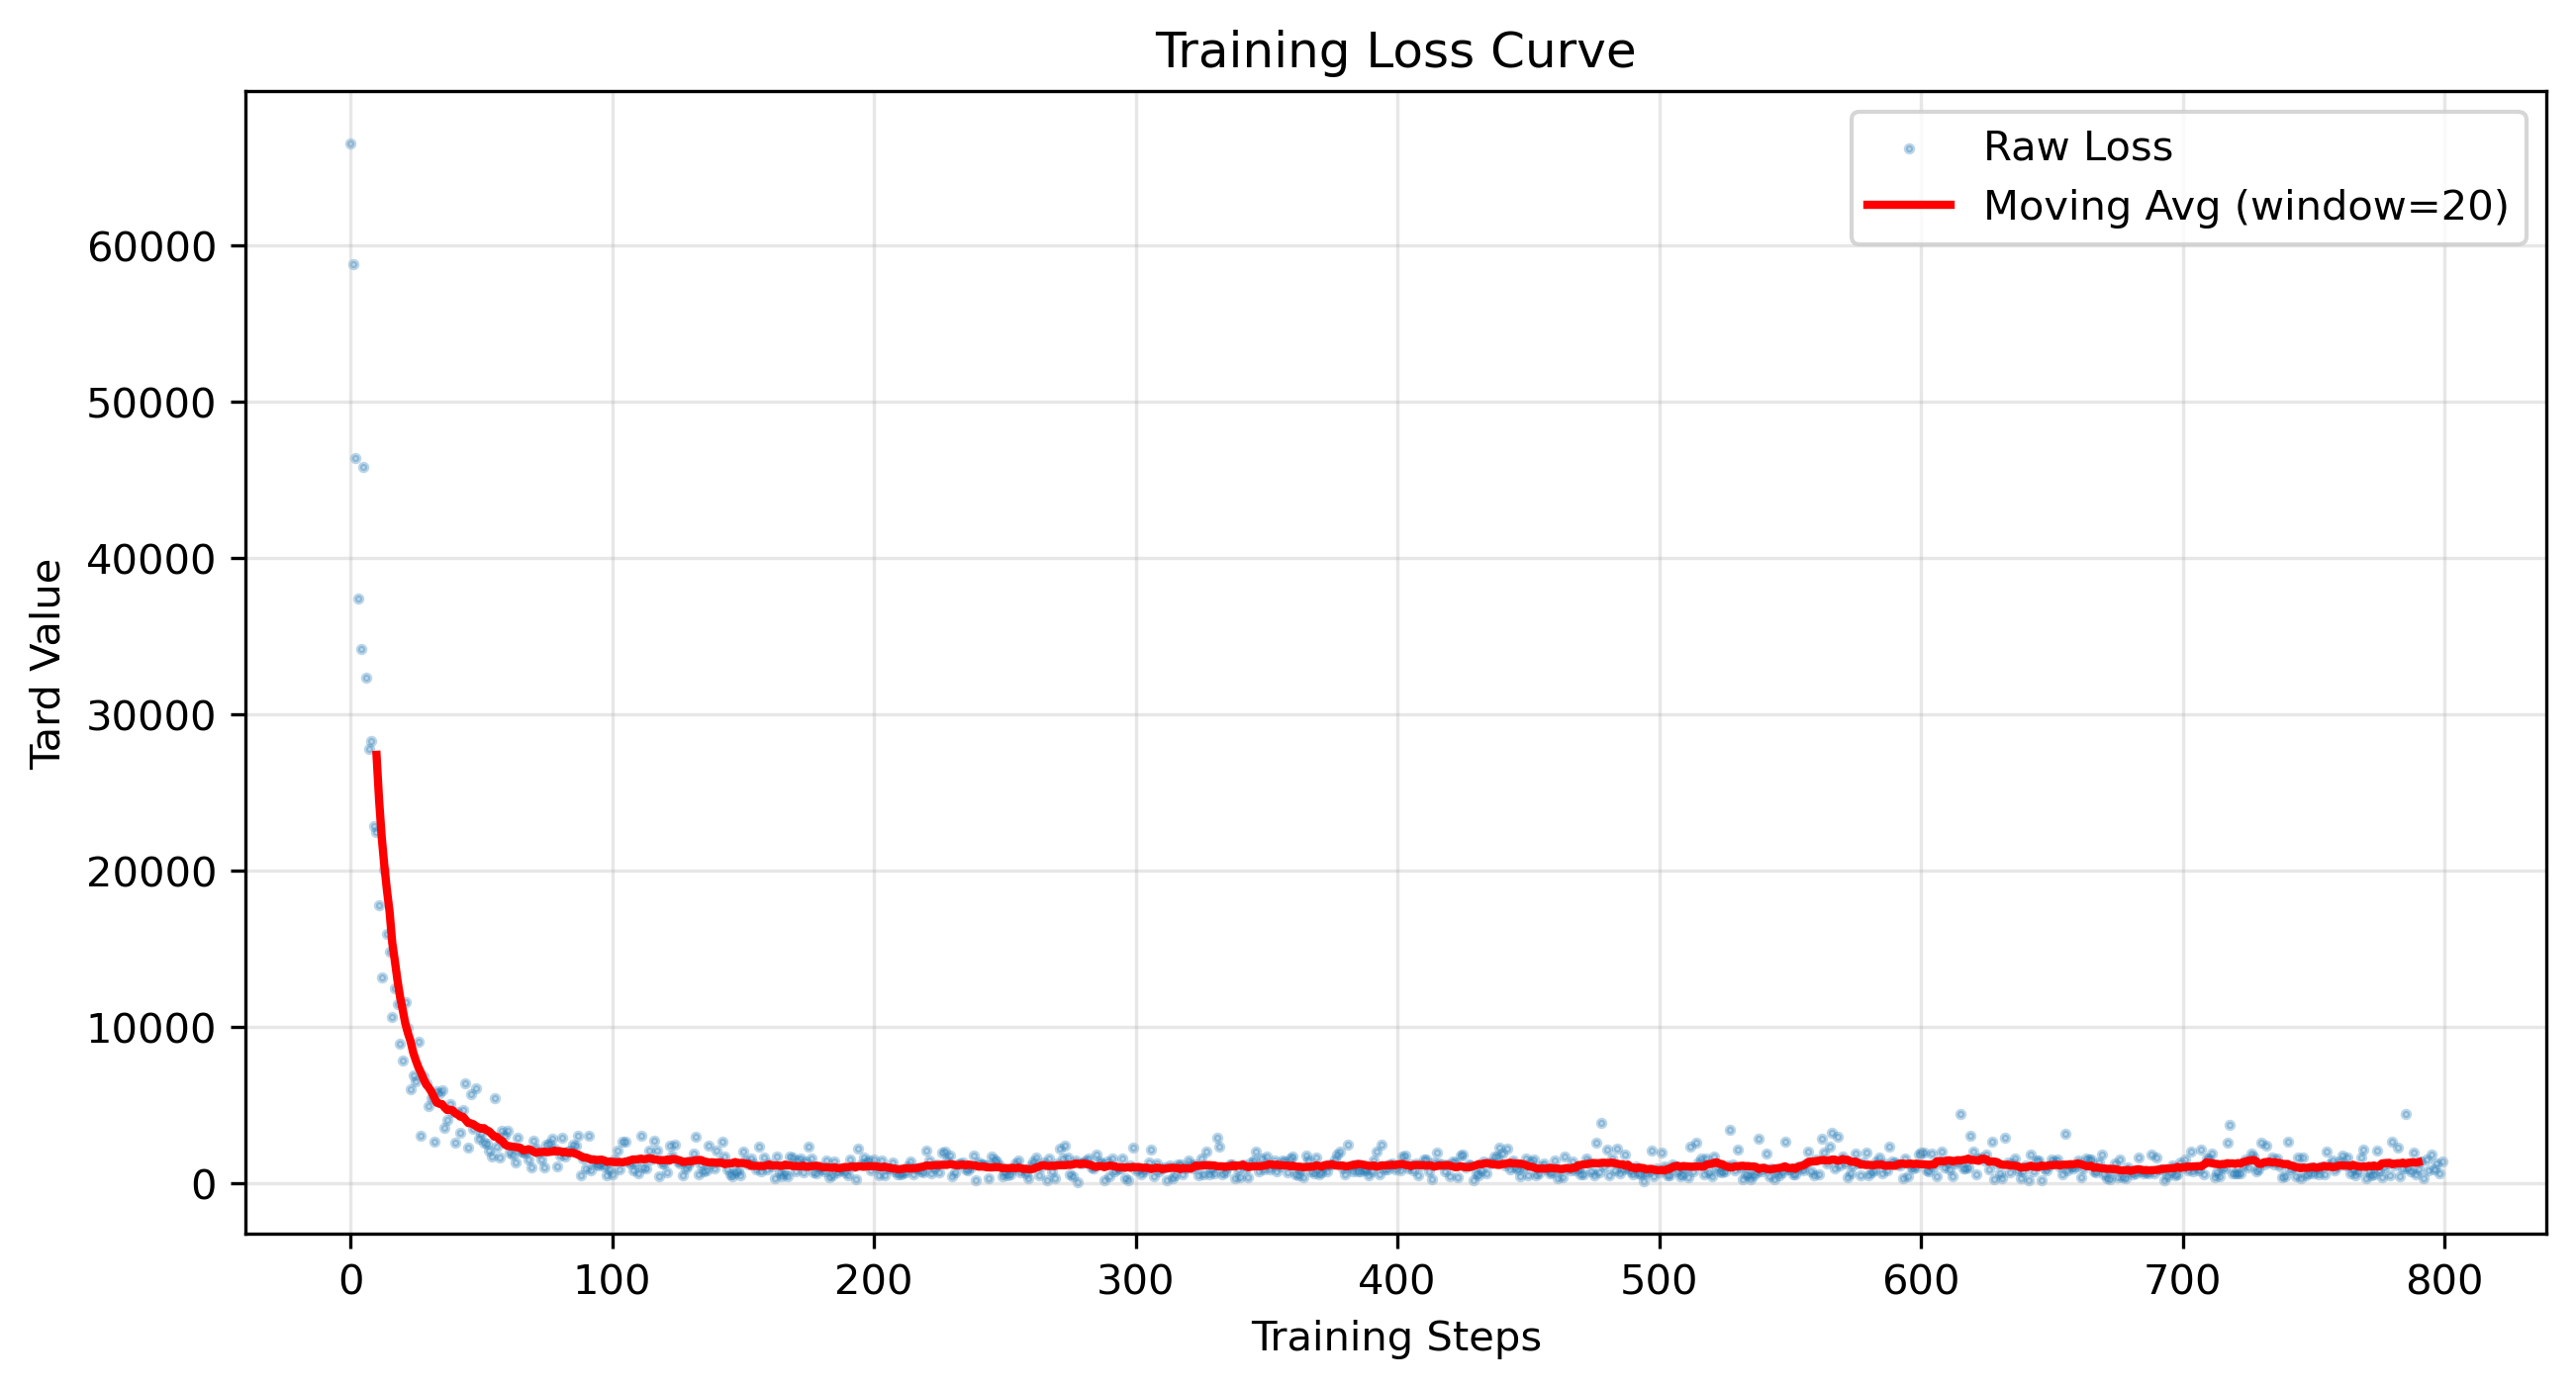 Training Loss Curve
Raw Loss
Moving Avg (window=20)
60000
50000
40000
30000
20000
10000
0
Tard Value
0 100 200 300 400 500 600 700 800
Training Steps